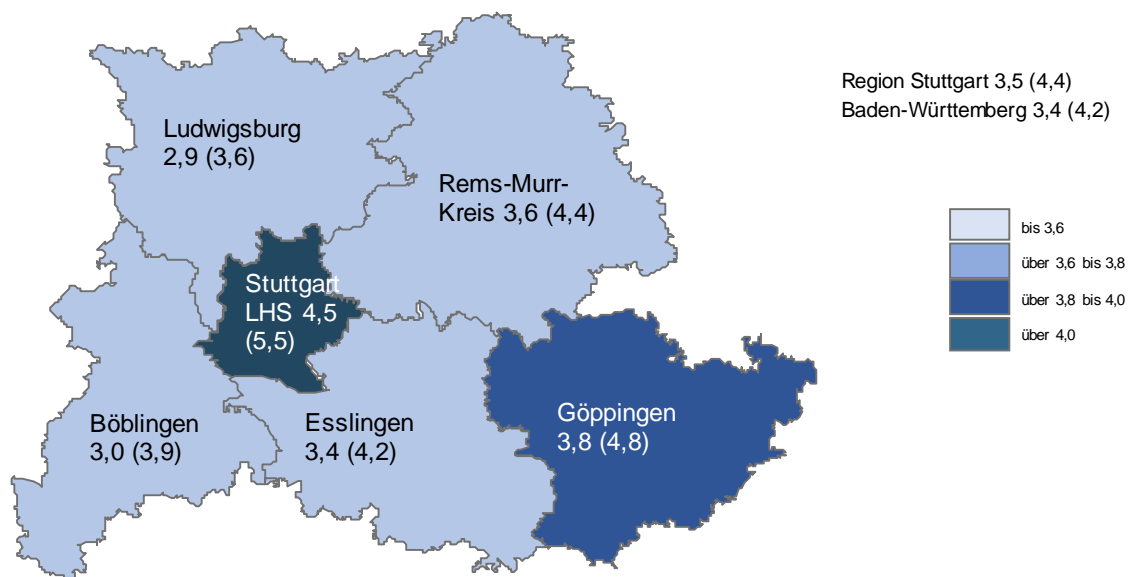 Region Stuttgart 3,5 (4,4)
Baden-Württemberg 3,4 (4,2)
Ludwigsburg
2,9 (3,6)
Rems-Murr-
Kreis 3,6 (4,4)
Stuttgart
LHS 4,5
(5,5)
Böblingen
3,0 (3,9)
Esslingen
3,4 (4,2)
Göppingen
3,8 (4,8)
bis 3,6
über 3,6 bis 3,8
über 3,8 bis 4,0
über 4,0